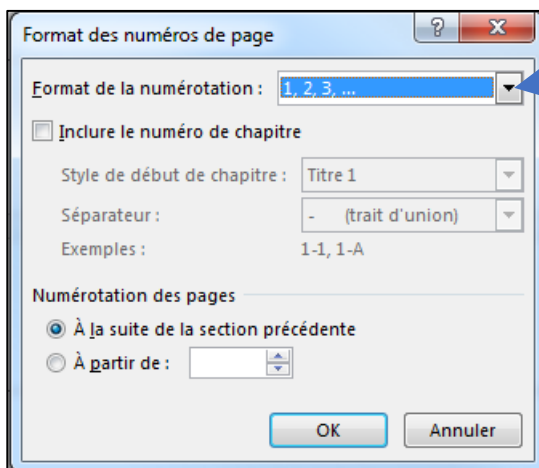 Format des numéros de page
Format de la numérotation : 1, 2, 3, ...
Inclure le numéro de chapitre
Style de début de chapitre : Titre 1
Séparateur : - (trait d'union)
Exemples : 1-1, 1-A
Numérotation des pages
À la suite de la section précédente
À partir de :
OK Annuler